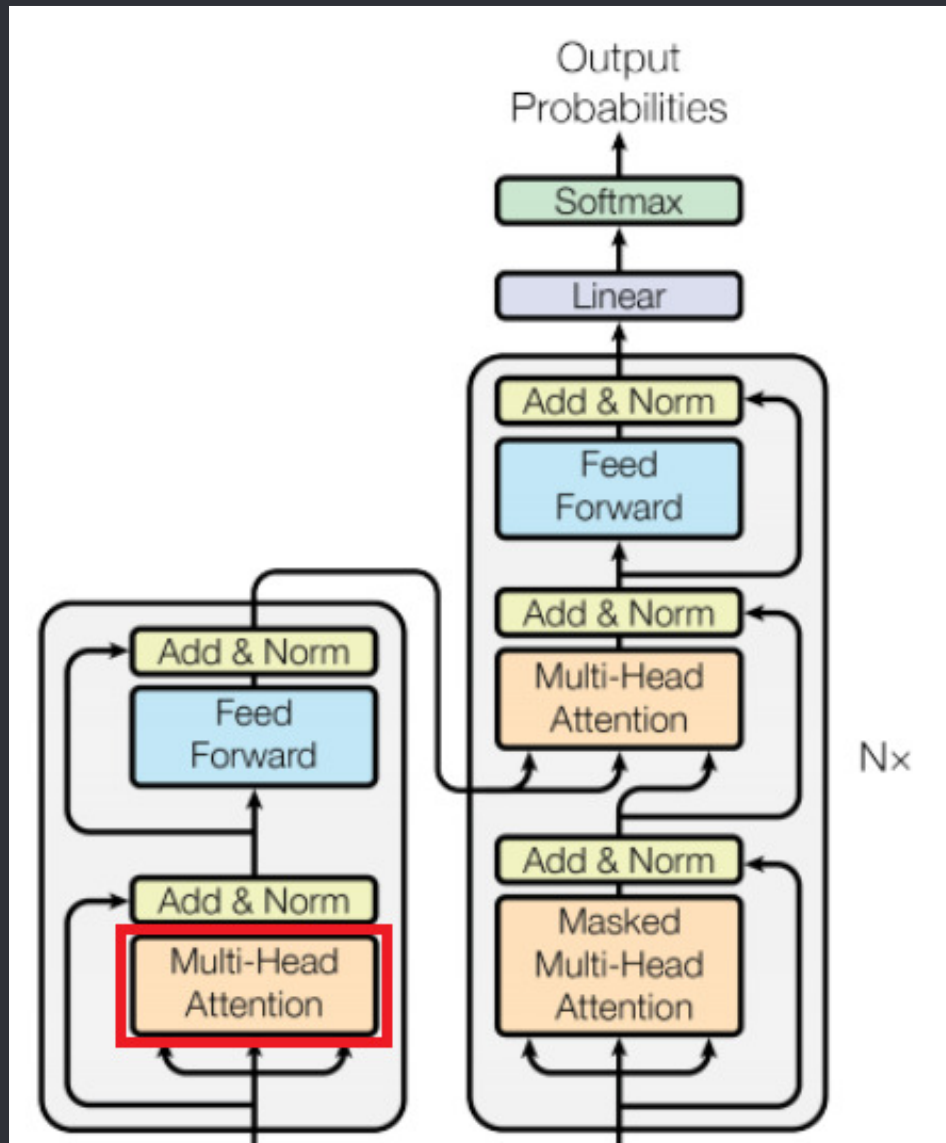 Output
Probabilities
Softmax
Linear
Add & Norm
Feed
Forward
Add & Norm
Multi-Head
Attention
Nx
Add & Norm
Masked
Multi-Head
Attention
Add & Norm
Feed
Forward
Add & Norm
Multi-Head
Attention